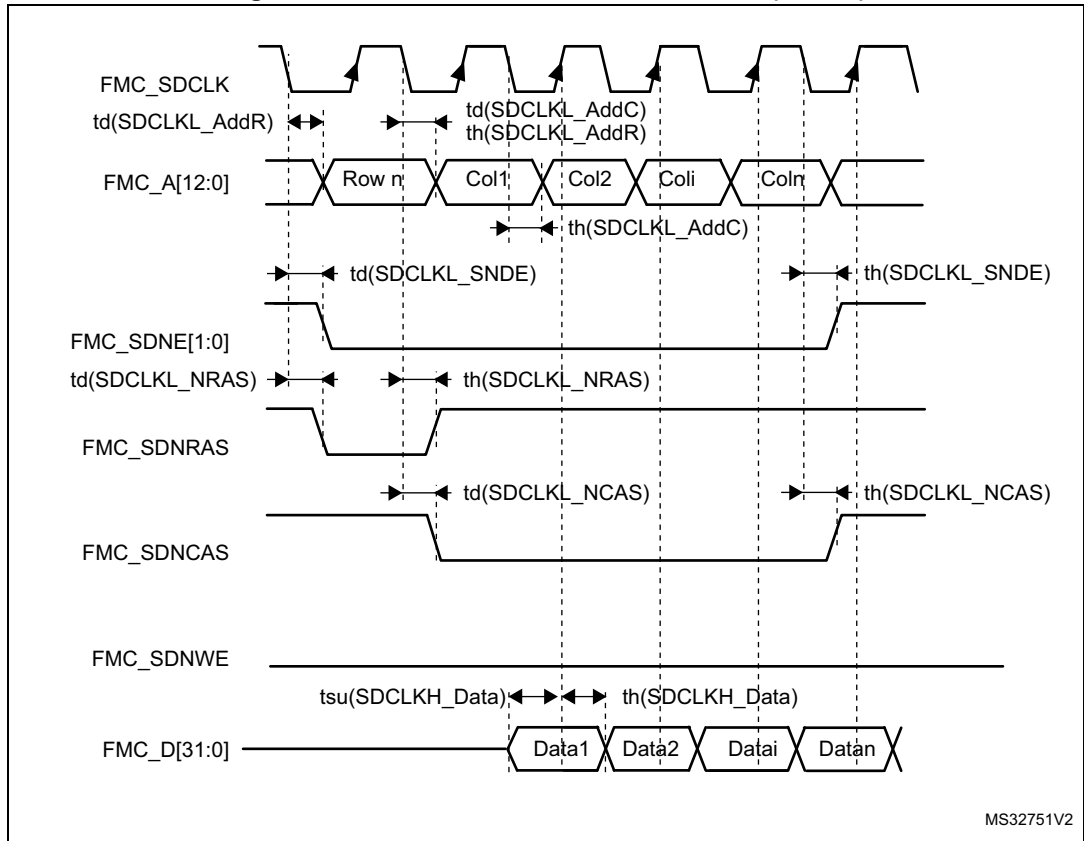 FMC_SDCLK
td(SDCLKL_AddR)
td(SDCLKL_AddC)
th(SDCLKL_AddR)
FMC_A[12:0]
Row n
Col1
Col2
Coli
Coln
th(SDCLKL_AddC)
td(SDCLKL_SNDE)
th(SDCLKL_SNDE)
FMC_SDNE[1:0]
td(SDCLKL_NRAS)
th(SDCLKL_NRAS)
FMC_SDNRAS
td(SDCLKL_NCAS)
th(SDCLKL_NCAS)
FMC_SDNCAS
FMC_SDNWE
tsu(SDCLKH_Data)
th(SDCLKH_Data)
FMC_D[31:0]
Data1
Data2
Datai
Datan
MS32751V2